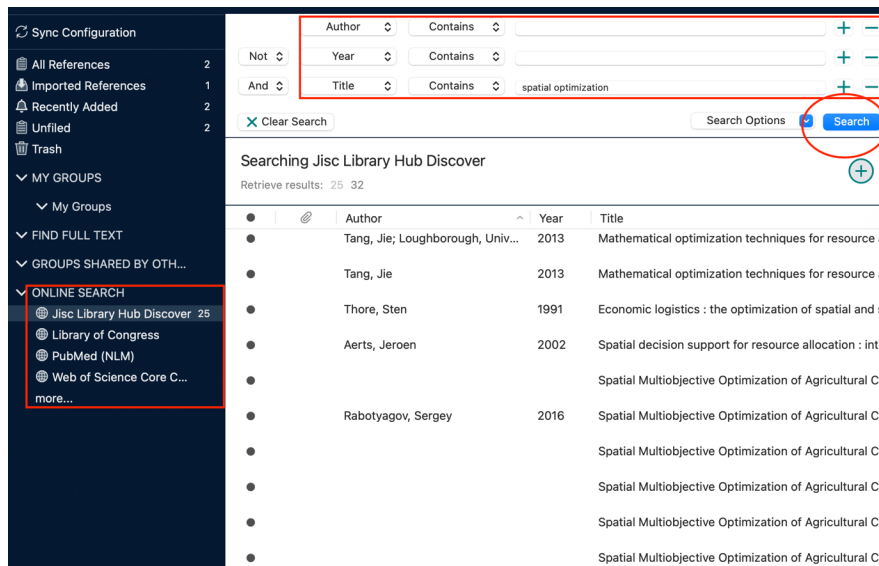 Sync Configuration
All References 2
Imported References 1
Recently Added 2
Unfiled 2
Trash
MY GROUPS
My Groups
FIND FULL TEXT
GROUPS SHARED BY OTH...
ONLINE SEARCH
Jisc Library Hub Discover 25
Library of Congress
PubMed (NLM)
Web of Science Core C...
more...
Author Contains
Not Year Contains
And Title Contains spatial optimization
Clear Search Search Options Search
Searching Jisc Library Hub Discover
Retrieve results: 25 32
Author Year Title
Tang, Jie; Loughborough, Univ... 2013 Mathematical optimization techniques for resource
Tang, Jie 2013 Mathematical optimization techniques for resource
Thore, Sten 1991 Economic logistics : the optimization of spatial and
Aerts, Jeroen 2002 Spatial decision support for resource allocation : int
Spatial Multiobjective Optimization of Agricultural C
Rabotyagov, Sergey 2016 Spatial Multiobjective Optimization of Agricultural C
Spatial Multiobjective Optimization of Agricultural C
Spatial Multiobjective Optimization of Agricultural C
Spatial Multiobjective Optimization of Agricultural C
Spatial Multiobjective Optimization of Agricultural C